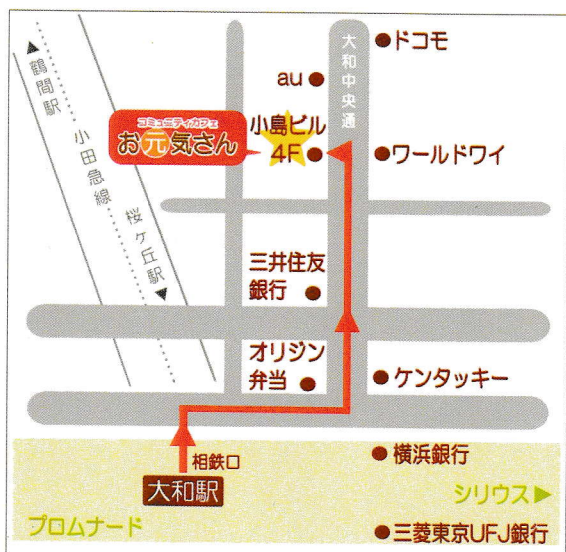 ドコモ
大和中央通
au
▲鶴間駅
小田急線
桜ヶ丘駅▼
コミュニティカフェ
お元気さん
小島ビル
4F
ワールドワイ
三井住友
銀行
オリジン
弁当
ケンタッキー
相鉄口
大和駅
横浜銀行
シリウス▶
プロムナード
三菱東京UFJ銀行